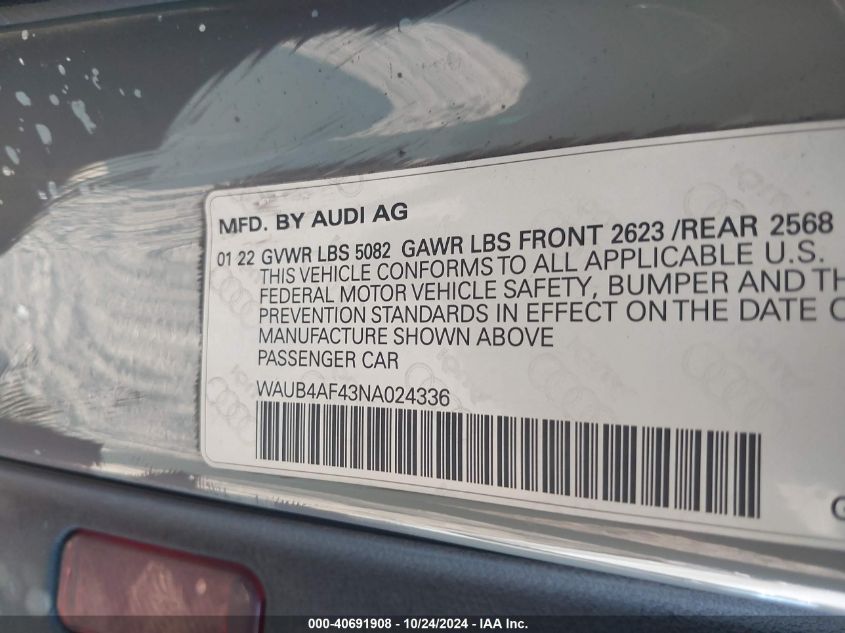 MFD. BY AUDI AG
01 22 GVWR LBS 5082 GAWR LBS FRONT 2623 /REAR 2568
THIS VEHICLE CONFORMS TO ALL APPLICABLE U.S.
FEDERAL MOTOR VEHICLE SAFETY, BUMPER AND TH
PREVENTION STANDARDS IN EFFECT ON THE DATE O
MANUFACTURE SHOWN ABOVE
PASSENGER CAR
WAUB4AF43NA024336
000-40691908 - 10/24/2024 - IAA Inc.